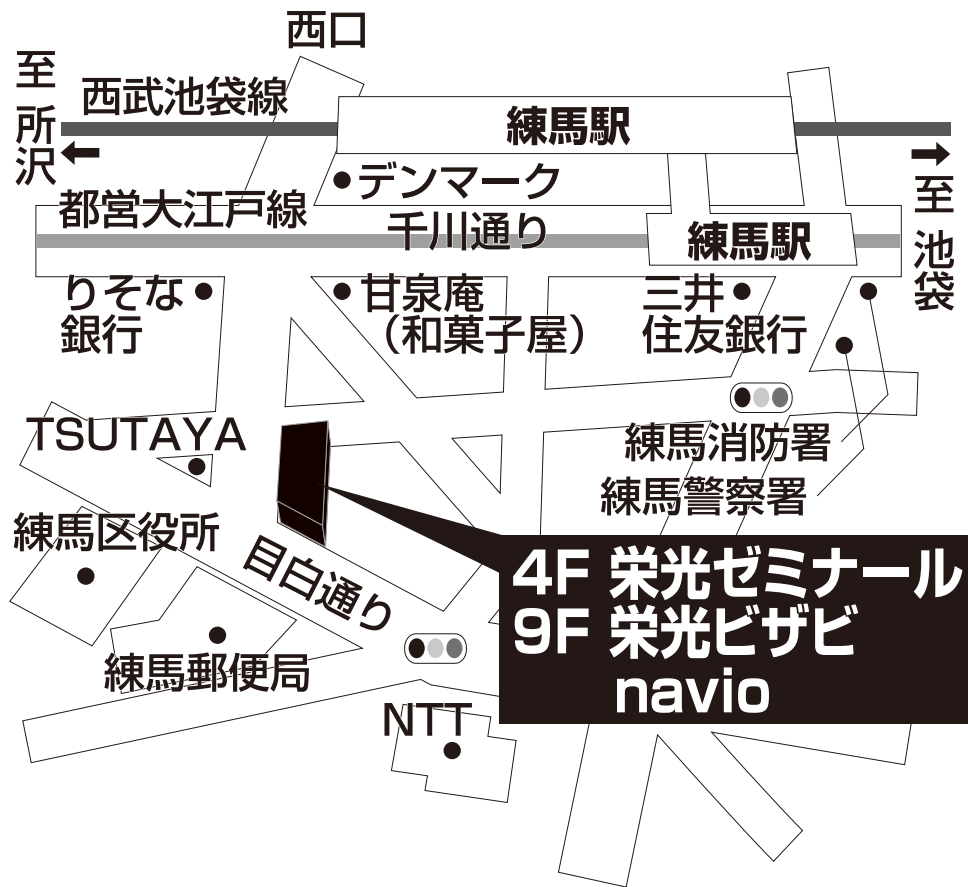 西口
至 所沢
西武池袋線
練馬駅
デンマーク
至 池袋
都営大江戸線
千川通り
練馬駅
りそな
銀行
甘泉庵
（和菓子屋）
三井
住友銀行
TSUTAYA
練馬消防署
練馬警察署
練馬区役所
目白通り
4F 栄光ゼミナール
9F 栄光ビザビ
navio
練馬郵便局
NTT